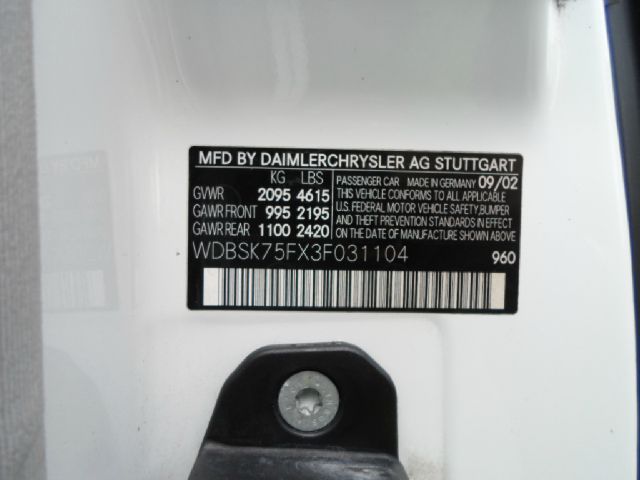 MFD BY DAIMLERCHRYSLER AG STUTTGART
KG LBS
GVWR 2095 4615
GAWR FRONT 995 2195
GAWR REAR 1100 2420
PASSENGER CAR MADE IN GERMANY 09/02
THIS VEHICLE CONFORMS TO ALL APPLICABLE
U.S. FEDERAL MOTOR VEHICLE SAFETY, BUMPER
AND THEFT PREVENTION STANDARDS IN EFFECT
ON THE DATE OF MANUFACTURE SHOWN ABOVE.
WDBSK75FX3F031104 960